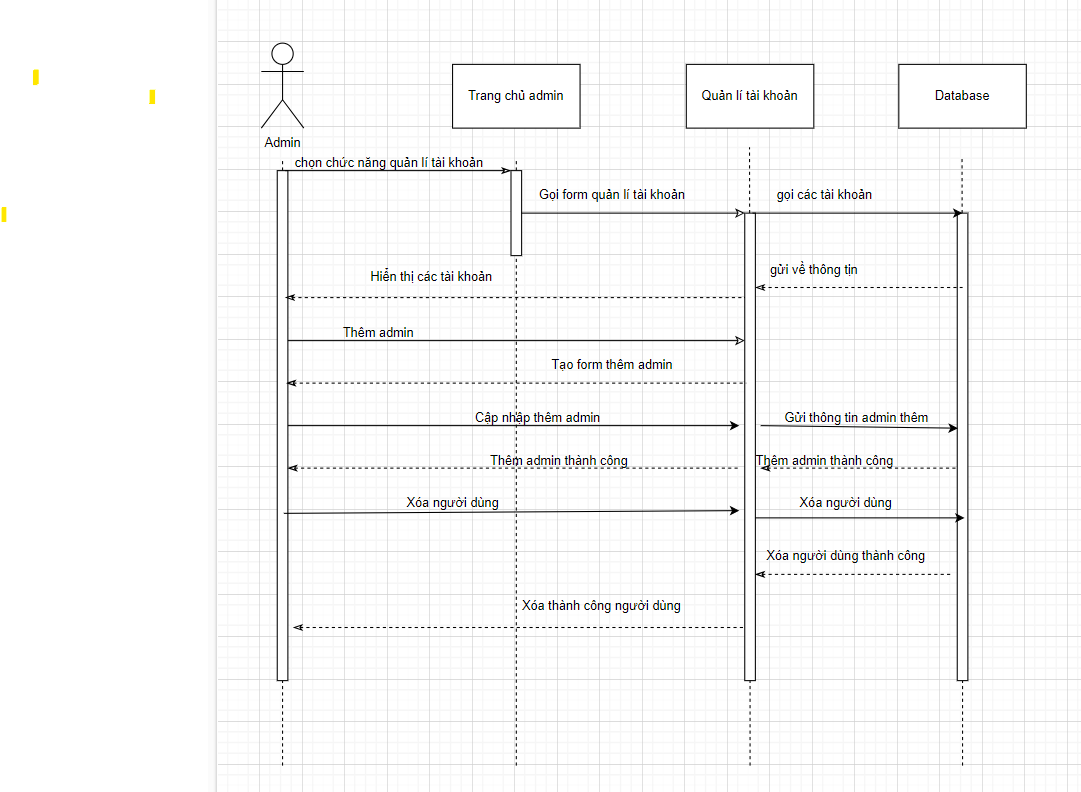 Trang chủ admin
Quản lí tài khoản
Database
Admin
chọn chức năng quản lí tài khoản
Gọi form quản lí tài khoản
gọi các tài khoản
Hiển thị các tài khoản
gửi về thông tịn
Thêm admin
Tạo form thêm admin
Cập nhập thêm admin
Gửi thông tin admin thêm
Thêm admin thành công
Thêm admin thành công
Xóa người dùng
Xóa người dùng
Xóa người dùng thành công
Xóa thành công người dùng